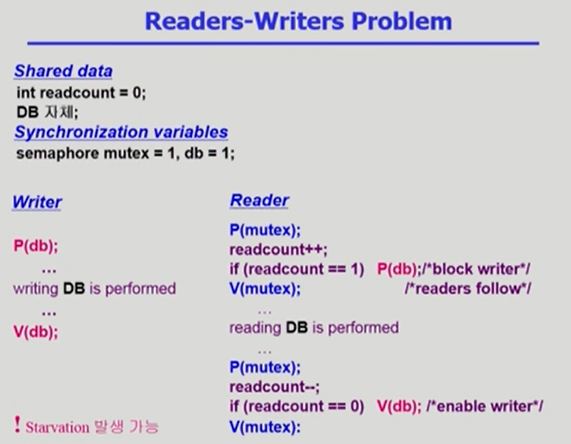 Readers-Writers Problem
Shared data
int readcount = 0;
DB 자체;
Synchronization variables
semaphore mutex = 1, db = 1;
Writer
P(db);
...
writing DB is performed
...
V(db);
! Starvation 발생 가능
Reader
P(mutex);
readcount++;
if (readcount == 1) P(db);/*block writer*/
V(mutex); /*readers follow*/
...
reading DB is performed
...
P(mutex);
readcount--;
if (readcount == 0) V(db); /*enable writer*/
V(mutex):